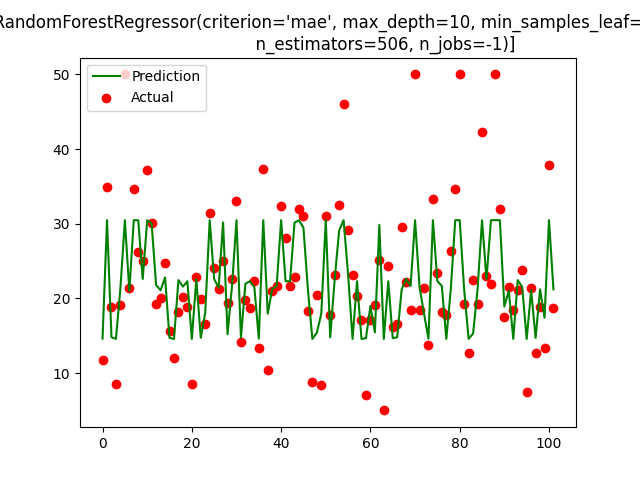 RandomForestRegressor(criterion='mae', max_depth=10, min_samples_leaf=
n_estimators=506, n_jobs=-1)]
Prediction
Actual
50
40
30
20
10
0
20
40
60
80
100